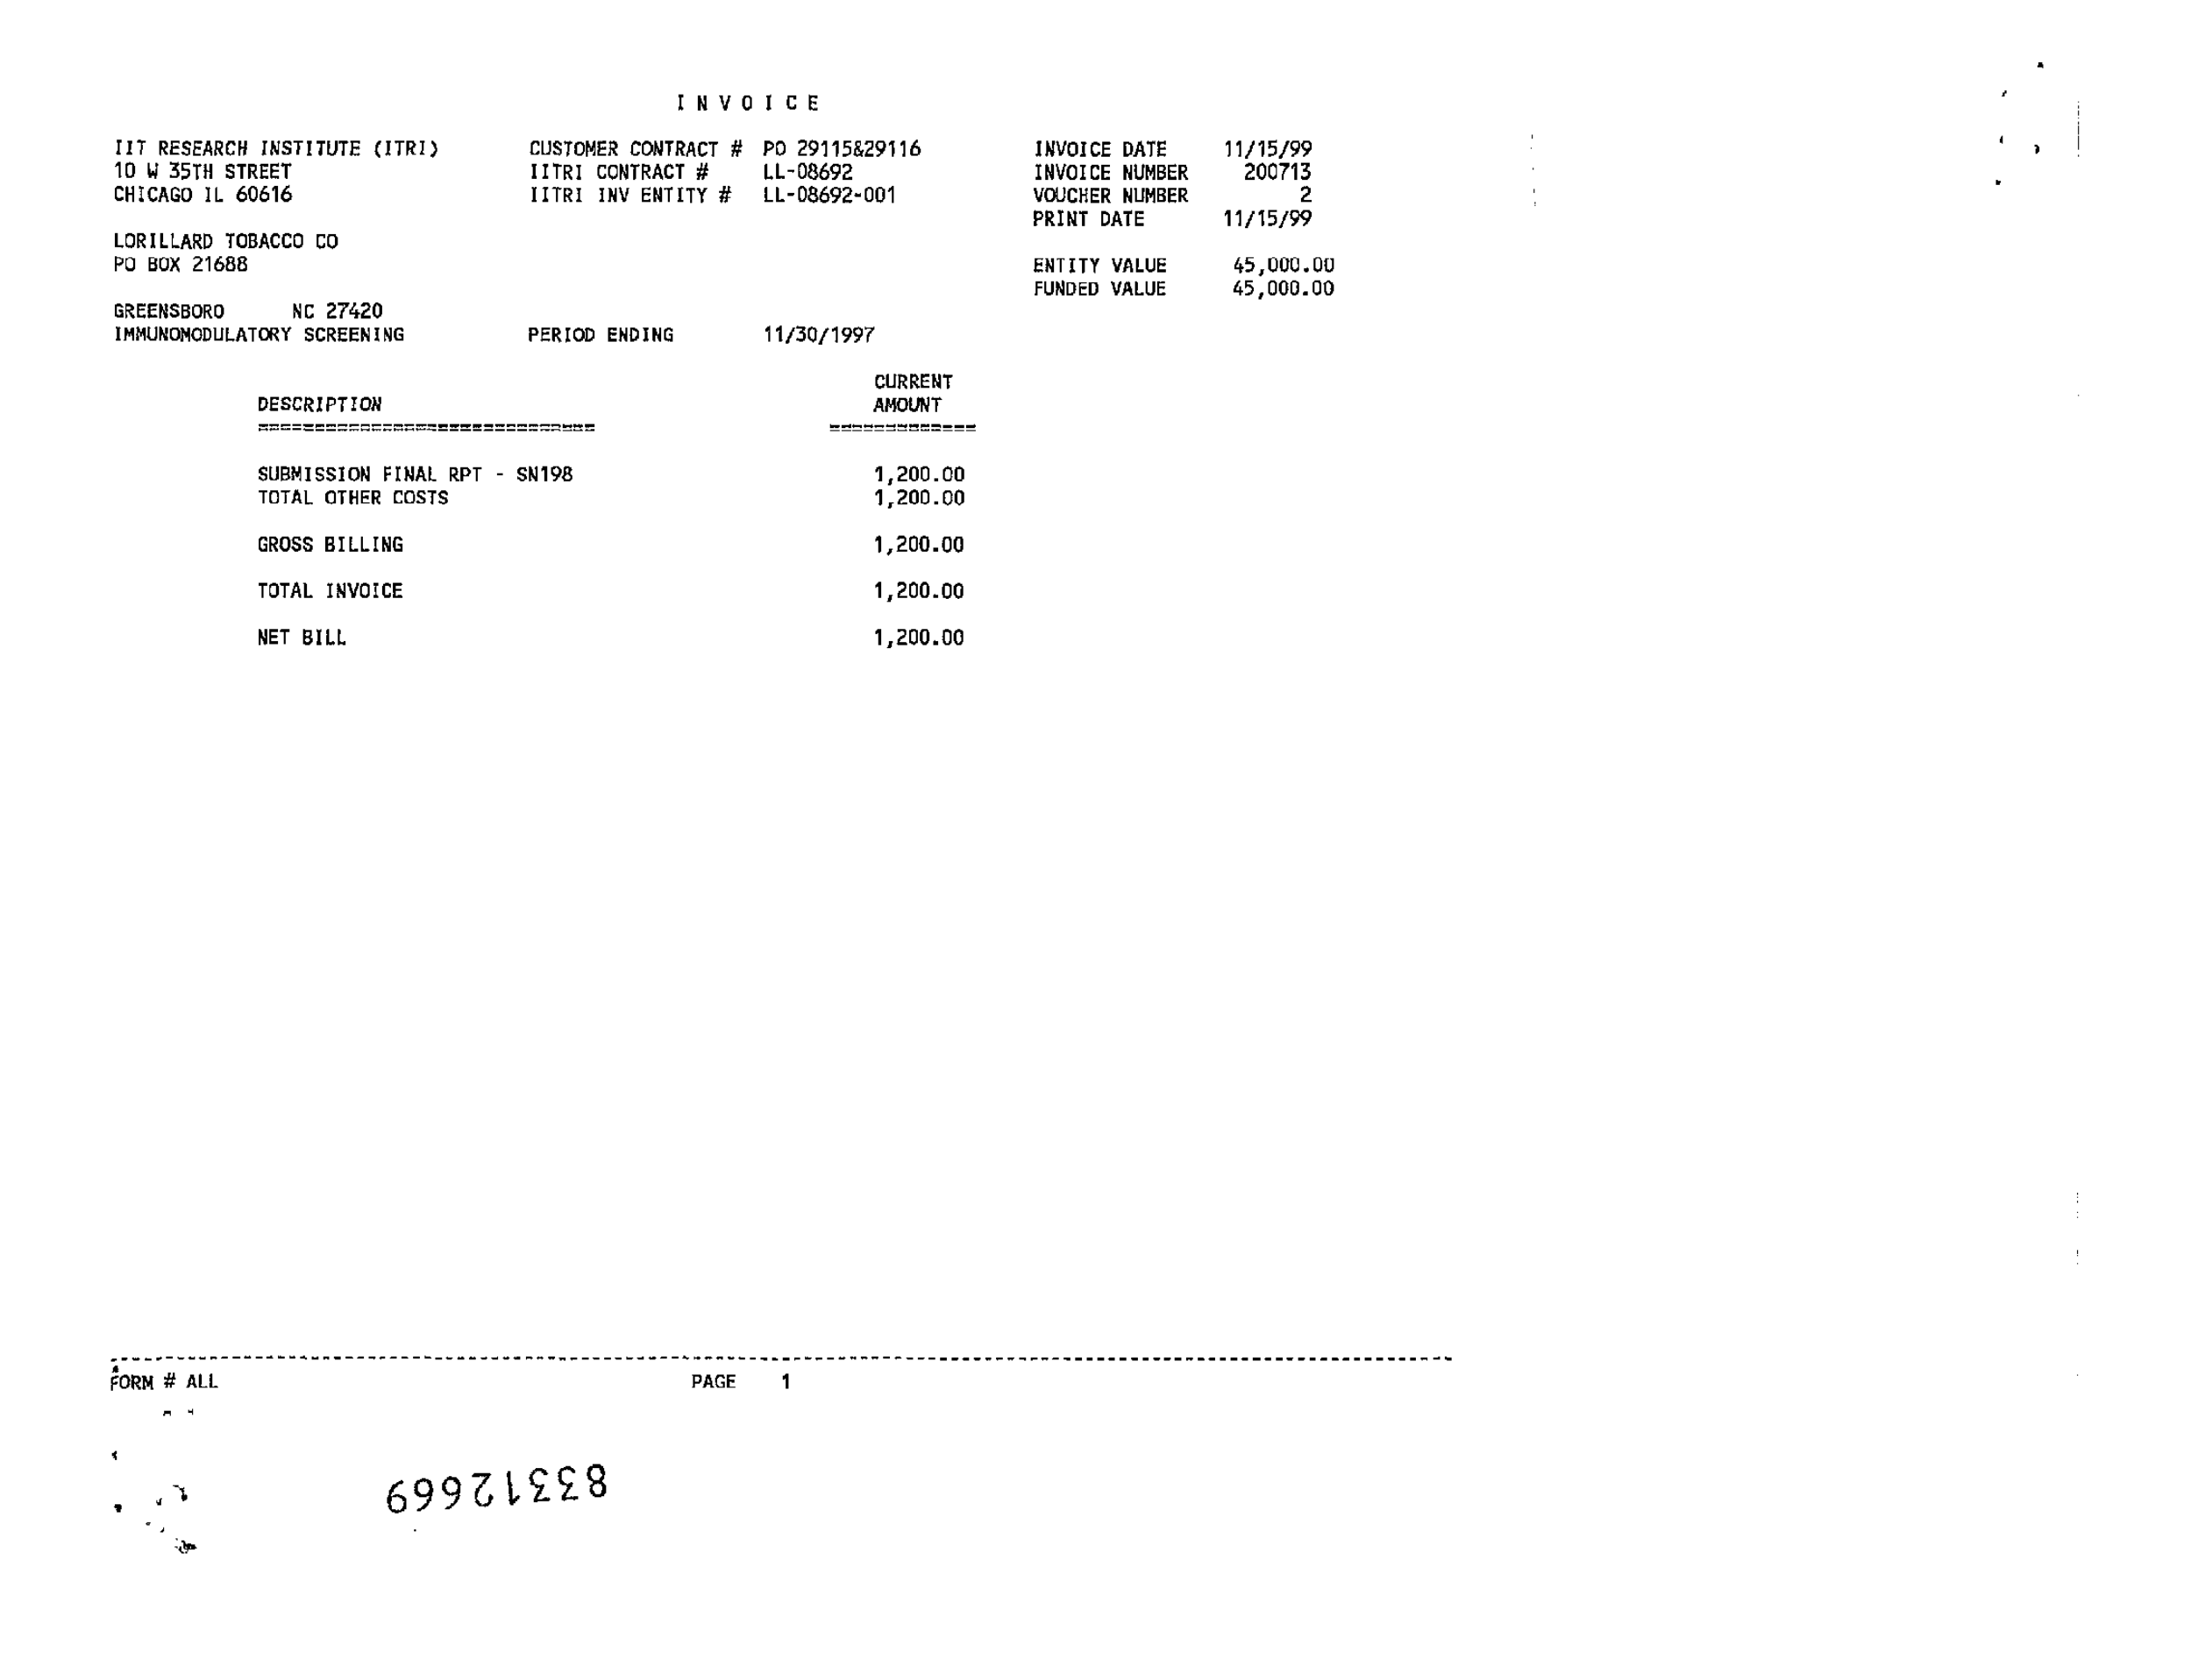 INVOICE
IIT RESEARCH INSTITUTE (ITRI) CUSTOMER CONTRACT # PO 29115&29116 INVOICE DATE 11/15/99
10 W 35TH STREET IITRI CONTRACT # LL-08692 INVOICE NUMBER 200713
CHICAGO IL 60616 IITRI INV ENTITY # LL-08692-001 VOUCHER NUMBER 2
PRINT DATE 11/15/99
LORILLARD TOBACCO CO
PO BOX 21688 ENTITY VALUE 45,000.00
FUNDED VALUE 45,000.00
GREENSBORO NC 27420
IMMUNOMODULATORY SCREENING PERIOD ENDING 11/30/1997
CURRENT
DESCRIPTION AMOUNT
SUBMISSION FINAL RPT - SN198 1,200.00
TOTAL OTHER COSTS 1,200.00
GROSS BILLING 1,200.00
TOTAL INVOICE 1,200.00
NET BILL 1,200.00
FORM # ALL PAGE 1
83312669